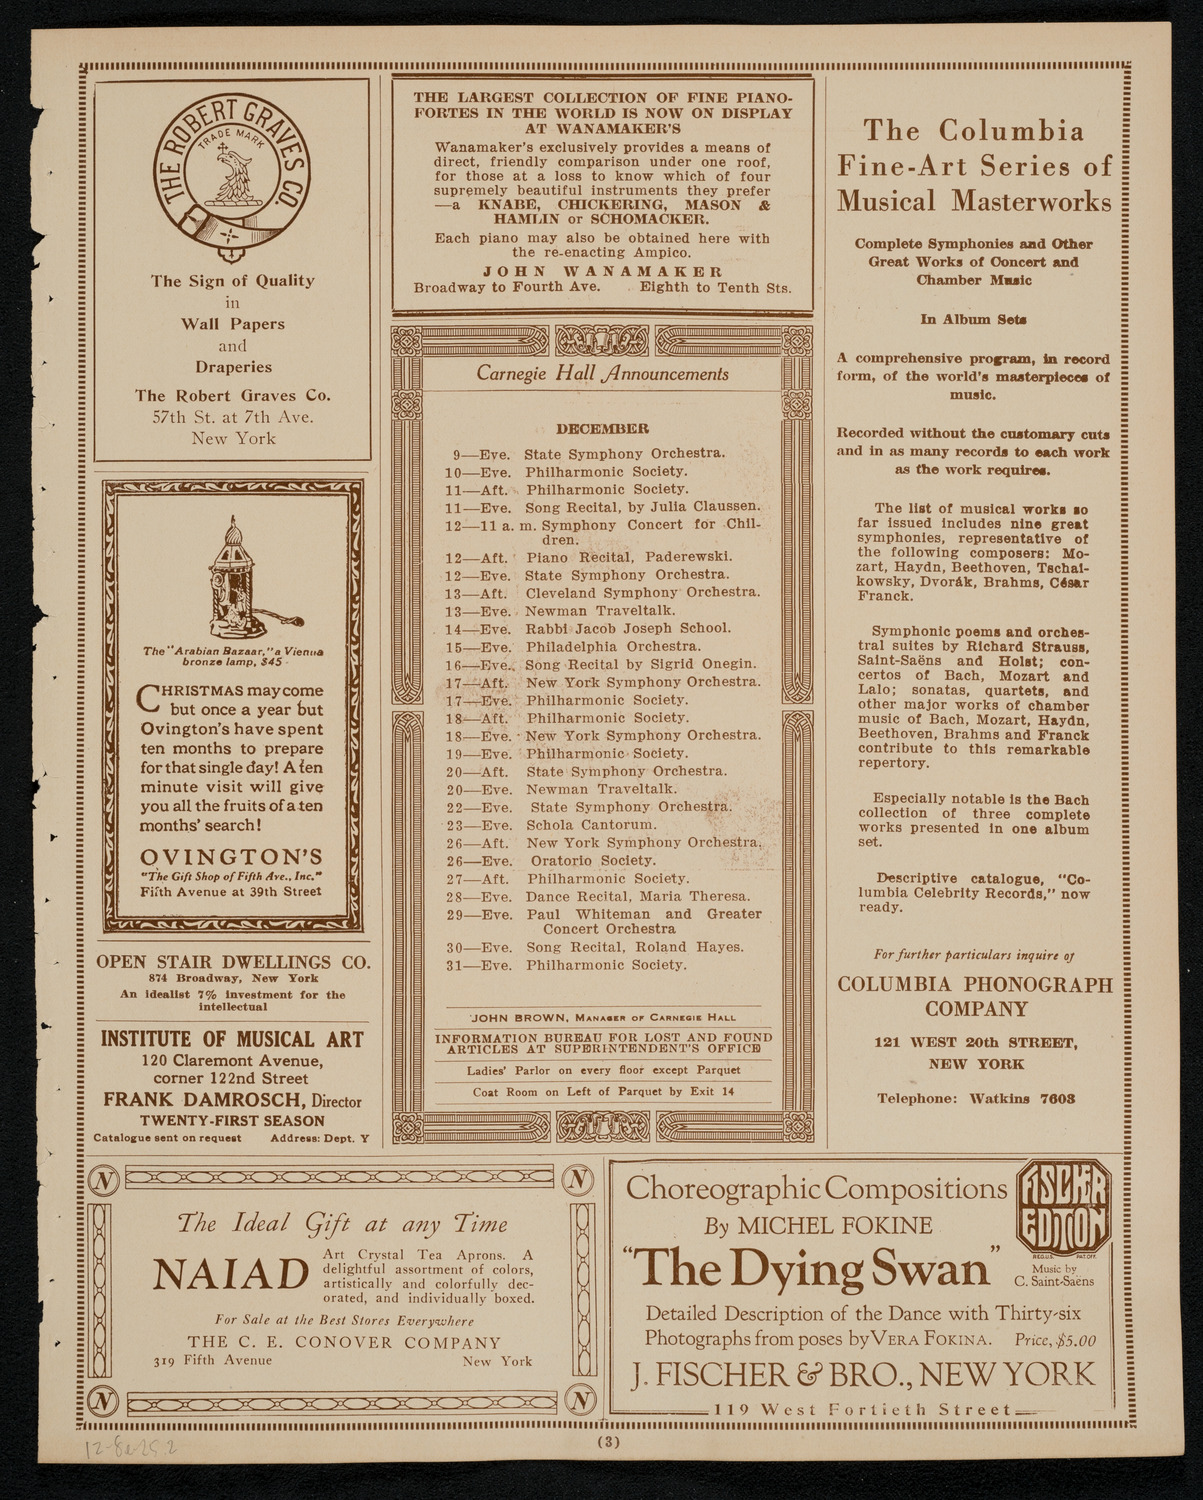 THE ROBERT GRAVES CO.
TRADE MARK
The Sign of Quality
in
Wall Papers
and
Draperies
The Robert Graves Co.
57th St. at 7th Ave.
New York
The "Arabian Bazaar," a Vienna
bronze lamp, $45
CHRISTMAS may come
but once a year but
Ovington's have spent
ten months to prepare
for that single day! A ten
minute visit will give
you all the fruits of a ten
months' search!
OVINGTON'S
"The Gift Shop of Fifth Ave., Inc."
Fifth Avenue at 39th Street
OPEN STAIR DWELLINGS CO.
874 Broadway, New York
An idealist 7% investment for the
intellectual
INSTITUTE OF MUSICAL ART
120 Claremont Avenue,
corner 122nd Street
FRANK DAMROSCH, Director
TWENTY-FIRST SEASON
Catalogue sent on request Address: Dept. Y
THE LARGEST COLLECTION OF FINE PIANO-
FORTES IN THE WORLD IS NOW ON DISPLAY
AT WANAMAKER'S
Wanamaker's exclusively provides a means of
direct, friendly comparison under one roof,
for those at a loss to know which of four
supremely beautiful instruments they prefer
—a KNABE, CHICKERING, MASON &
HAMLIN or SCHOMACKER.
Each piano may also be obtained here with
the re-enacting Ampico.
JOHN WANAMAKER
Broadway to Fourth Ave. Eighth to Tenth Sts.
Carnegie Hall Announcements
DECEMBER
9—Eve. State Symphony Orchestra.
10—Eve. Philharmonic Society.
11—Aft. Philharmonic Society.
11—Eve. Song Recital, by Julia Claussen.
12—11 a. m. Symphony Concert for Chil-
dren.
12—Aft. Piano Recital, Paderewski.
12—Eve. State Symphony Orchestra.
13—Aft. Cleveland Symphony Orchestra.
13—Eve. Newman Traveltalk.
14—Eve. Rabbi Jacob Joseph School.
15—Eve. Philadelphia Orchestra.
16—Eve. Song Recital by Sigrid Onegin.
17—Aft. New York Symphony Orchestra.
17—Eve. Philharmonic Society.
18—Aft. Philharmonic Society.
18—Eve. New York Symphony Orchestra.
19—Eve. Philharmonic Society.
20—Aft. State Symphony Orchestra.
20—Eve. Newman Traveltalk.
22—Eve. State Symphony Orchestra.
23—Eve. Schola Cantorum.
26—Aft. New York Symphony Orchestra.
26—Eve. Oratorio Society.
27—Aft. Philharmonic Society.
28—Eve. Dance Recital, Maria Theresa.
29—Eve. Paul Whiteman and Greater
Concert Orchestra
30—Eve. Song Recital, Roland Hayes.
31—Eve. Philharmonic Society.
JOHN BROWN, MANAGER OF CARNEGIE HALL
INFORMATION BUREAU FOR LOST AND FOUND
ARTICLES AT SUPERINTENDENT'S OFFICE
Ladies' Parlor on every floor except Parquet
Coat Room on Left of Parquet by Exit 14
The Columbia
Fine-Art Series of
Musical Masterworks
Complete Symphonies and Other
Great Works of Concert and
Chamber Music
In Album Sets
A comprehensive program, in record
form, of the world's masterpieces of
music.
Recorded without the customary cuts
and in as many records to each work
as the work requires.
The list of musical works so
far issued includes nine great
symphonies, representative of
the following composers: Mo-
zart, Haydn, Beethoven, Tschai-
kowsky, Dvorák, Brahms, César
Franck.
Symphonic poems and orches-
tral suites by Richard Strauss,
Saint-Saëns and Holst; con-
certos of Bach, Mozart and
Lalo; sonatas, quartets, and
other major works of chamber
music of Bach, Mozart, Haydn,
Beethoven, Brahms and Franck
contribute to this remarkable
repertory.
Especially notable is the Bach
collection of three complete
works presented in one album
set.
Descriptive catalogue, "Co-
lumbia Celebrity Records," now
ready.
For further particulars inquire of
COLUMBIA PHONOGRAPH
COMPANY
121 WEST 20th STREET,
NEW YORK
Telephone: Watkins 7603
N N
The Ideal Gift at any Time
NAIAD
Art Crystal Tea Aprons. A
delightful assortment of colors,
artistically and colorfully dec-
orated, and individually boxed.
For Sale at the Best Stores Everywhere
THE C. E. CONOVER COMPANY
319 Fifth Avenue New York
N N
Choreographic Compositions
By MICHEL FOKINE
"The Dying Swan"
FISCHER
EDITION
REG. U.S. PAT. OFF.
Music by
C. Saint-Saëns
Detailed Description of the Dance with Thirty-six
Photographs from poses by VERA FOKINA. Price, $5.00
J. FISCHER & BRO., NEW YORK
119 West Fortieth Street
(3)
12-8-25.2